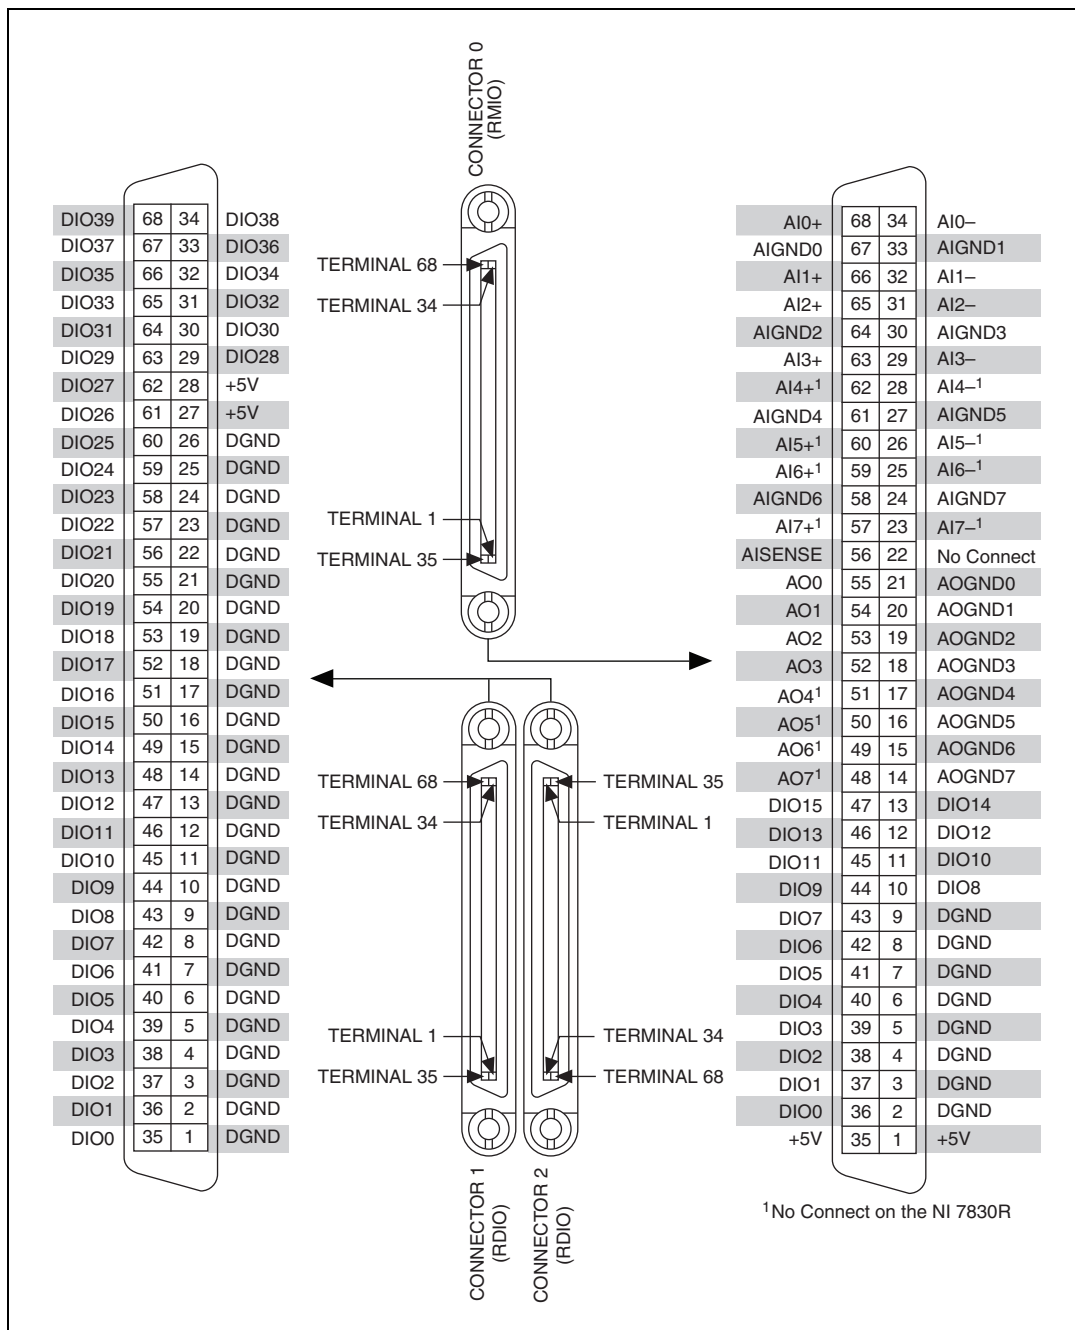 CONNECTOR 0
(RMIO)
DIO39 68 34 DIO38
DIO37 67 33 DIO36
DIO35 66 32 DIO34
DIO33 65 31 DIO32
DIO31 64 30 DIO30
DIO29 63 29 DIO28
DIO27 62 28 +5V
DIO26 61 27 +5V
DIO25 60 26 DGND
DIO24 59 25 DGND
DIO23 58 24 DGND
DIO22 57 23 DGND
DIO21 56 22 DGND
DIO20 55 21 DGND
DIO19 54 20 DGND
DIO18 53 19 DGND
DIO17 52 18 DGND
DIO16 51 17 DGND
DIO15 50 16 DGND
DIO14 49 15 DGND
DIO13 48 14 DGND
DIO12 47 13 DGND
DIO11 46 12 DGND
DIO10 45 11 DGND
DIO9 44 10 DGND
DIO8 43 9 DGND
DIO7 42 8 DGND
DIO6 41 7 DGND
DIO5 40 6 DGND
DIO4 39 5 DGND
DIO3 38 4 DGND
DIO2 37 3 DGND
DIO1 36 2 DGND
DIO0 35 1 DGND
TERMINAL 68
TERMINAL 34
TERMINAL 1
TERMINAL 35
TERMINAL 68
TERMINAL 34
TERMINAL 1
TERMINAL 35
TERMINAL 35
TERMINAL 1
TERMINAL 34
TERMINAL 68
CONNECTOR 1
(RDIO)
CONNECTOR 2
(RDIO)
AI0+ 68 34 AI0–
AIGND0 67 33 AIGND1
AI1+ 66 32 AI1–
AI2+ 65 31 AI2–
AIGND2 64 30 AIGND3
AI3+ 63 29 AI3–
AI4+¹ 62 28 AI4–¹
AIGND4 61 27 AIGND5
AI5+¹ 60 26 AI5–¹
AI6+¹ 59 25 AI6–¹
AIGND6 58 24 AIGND7
AI7+¹ 57 23 AI7–¹
AISENSE 56 22 No Connect
AO0 55 21 AOGND0
AO1 54 20 AOGND1
AO2 53 19 AOGND2
AO3 52 18 AOGND3
AO4¹ 51 17 AOGND4
AO5¹ 50 16 AOGND5
AO6¹ 49 15 AOGND6
AO7¹ 48 14 AOGND7
DIO15 47 13 DIO14
DIO13 46 12 DIO12
DIO11 45 11 DIO10
DIO9 44 10 DIO8
DIO7 43 9 DGND
DIO6 42 8 DGND
DIO5 41 7 DGND
DIO4 40 6 DGND
DIO3 39 5 DGND
DIO2 38 4 DGND
DIO1 37 3 DGND
DIO0 36 2 DGND
+5V 35 1 +5V
¹No Connect on the NI 7830R